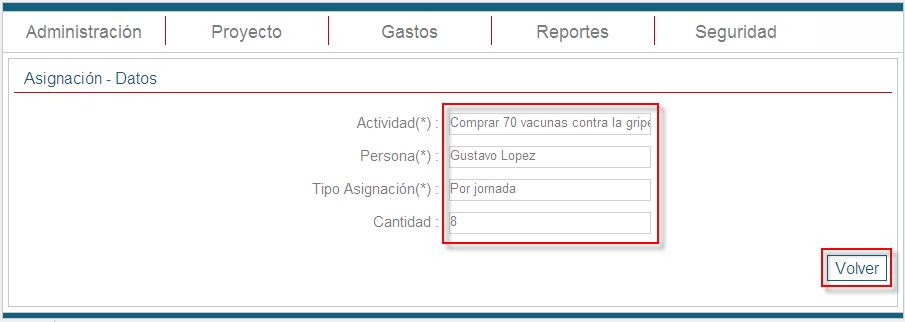 Administración Proyecto Gastos Reportes Seguridad
Asignación - Datos
Actividad(*) : Comprar 70 vacunas contra la gripe
Persona(*) : Gustavo Lopez
Tipo Asignación(*) : Por jornada
Cantidad : 8
Volver